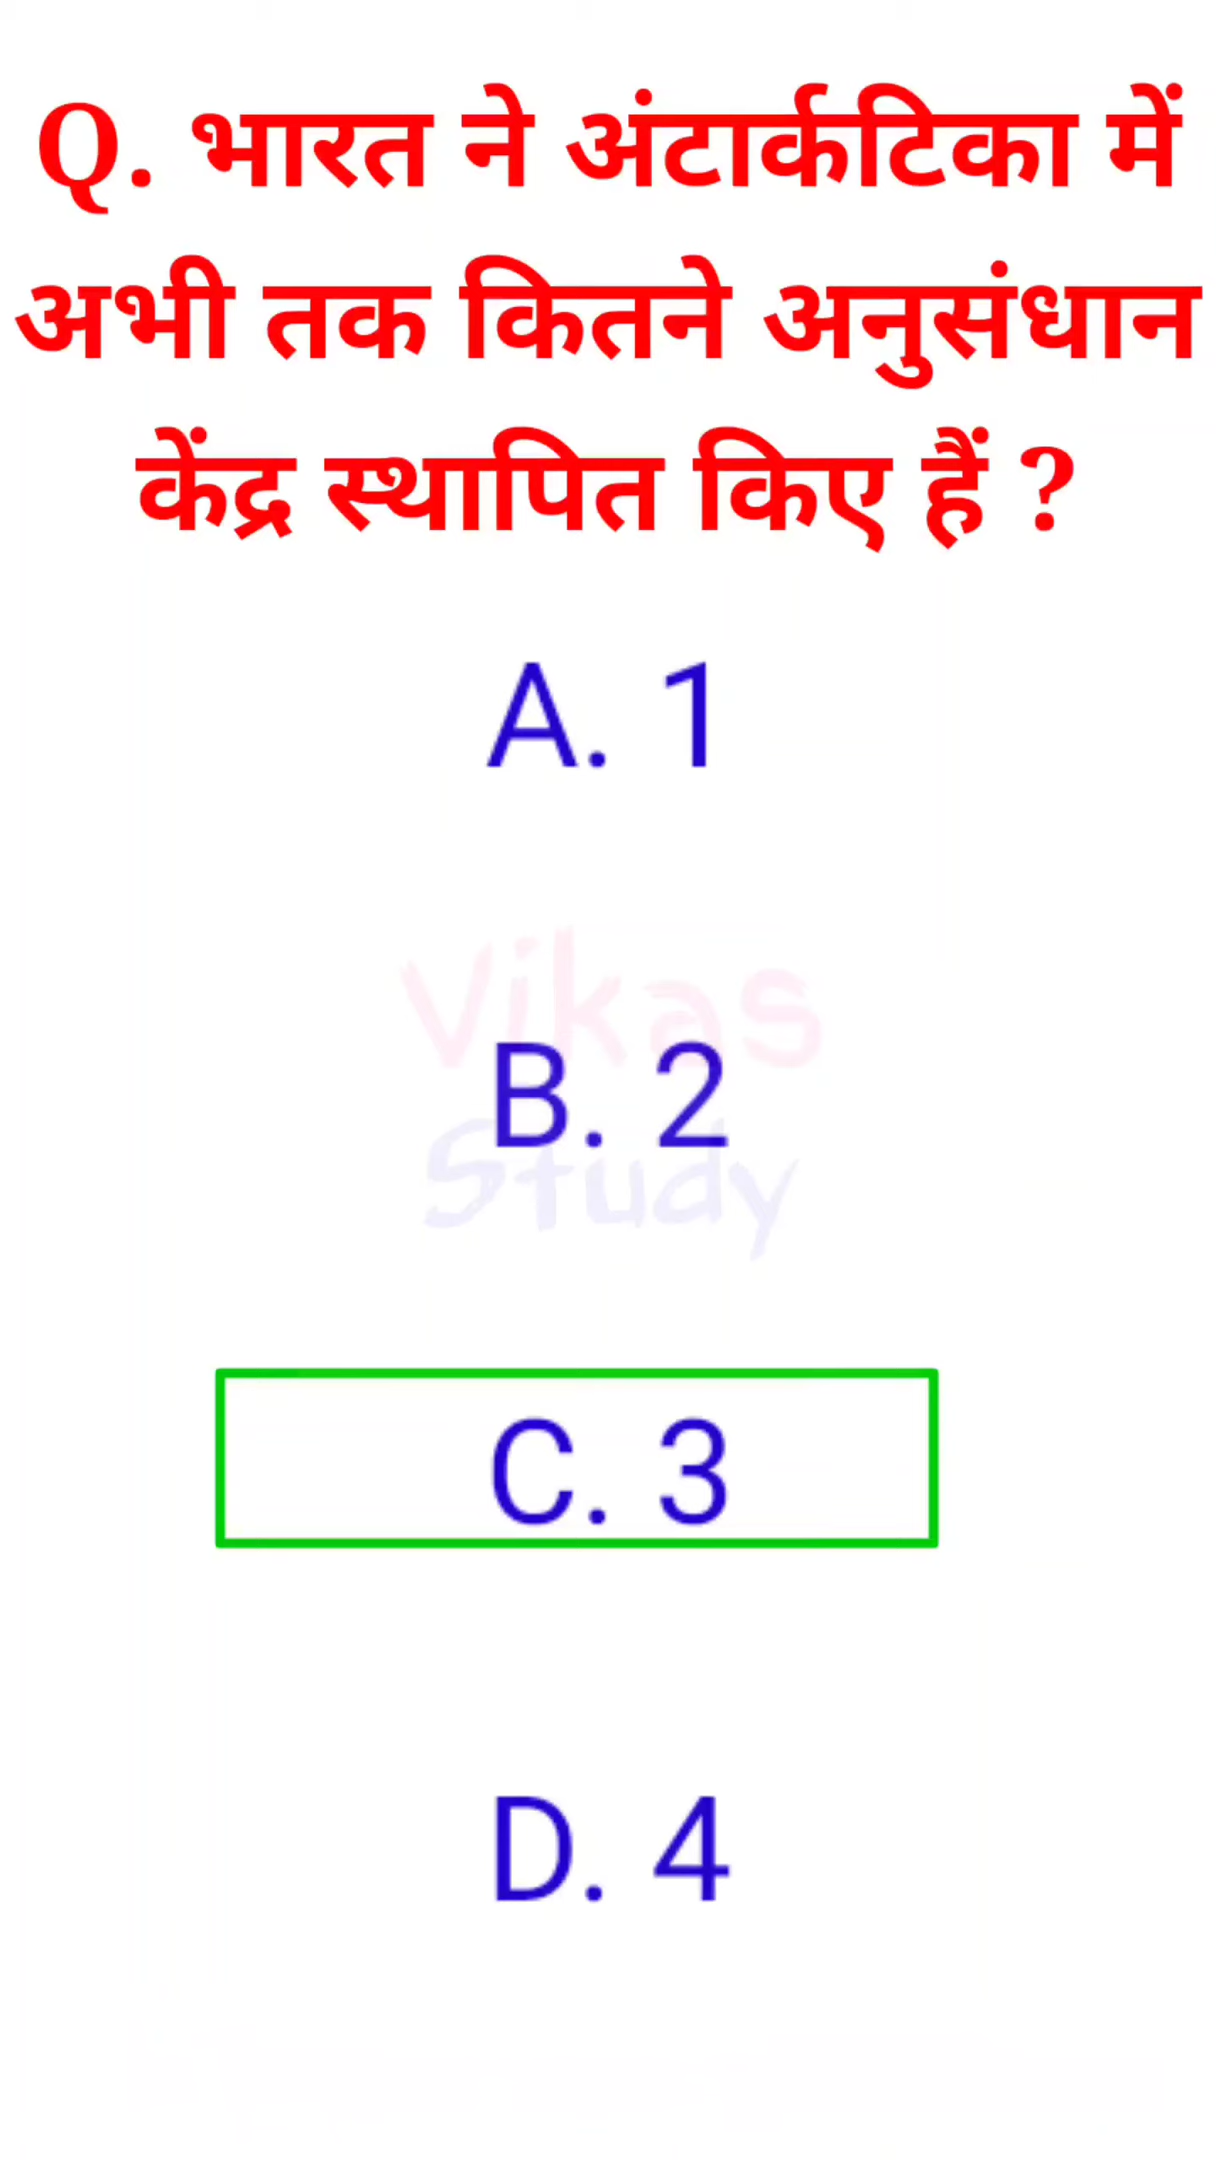 Q. भारत ने अंटार्कटिका में
अभी तक कितने अनुसंधान
केंद्र स्थापित किए हैं ?
A. 1
Vikas
B. 2
Study
C. 3
D. 4